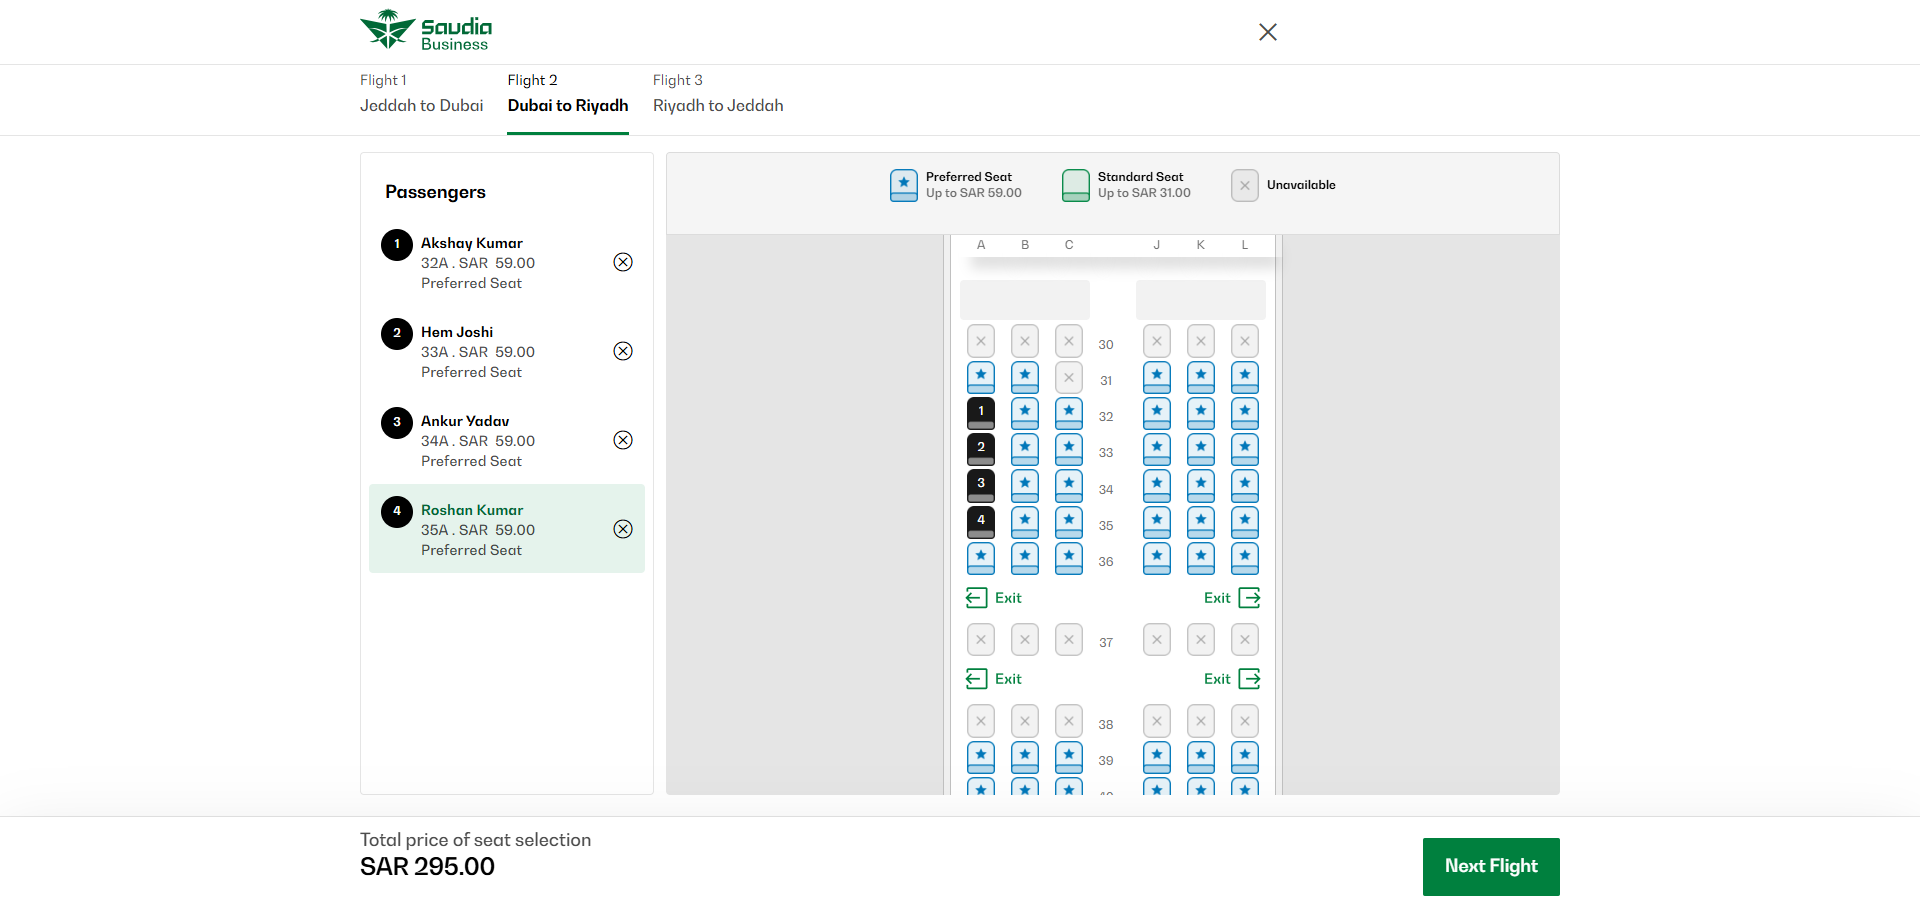 Saudia
Business
Flight 1
Jeddah to Dubai
Flight 2
Dubai to Riyadh
Flight 3
Riyadh to Jeddah
Passengers
1
Akshay Kumar
32A . SAR 59.00
Preferred Seat
2
Hem Joshi
33A . SAR 59.00
Preferred Seat
3
Ankur Yadav
34A . SAR 59.00
Preferred Seat
4
Roshan Kumar
35A . SAR 59.00
Preferred Seat
Preferred Seat
Up to SAR 59.00
Standard Seat
Up to SAR 31.00
Unavailable
A B C J K L
30
31
1 32
2 33
3 34
4 35
36
Exit Exit
37
Exit Exit
38
39
Total price of seat selection
SAR 295.00
Next Flight